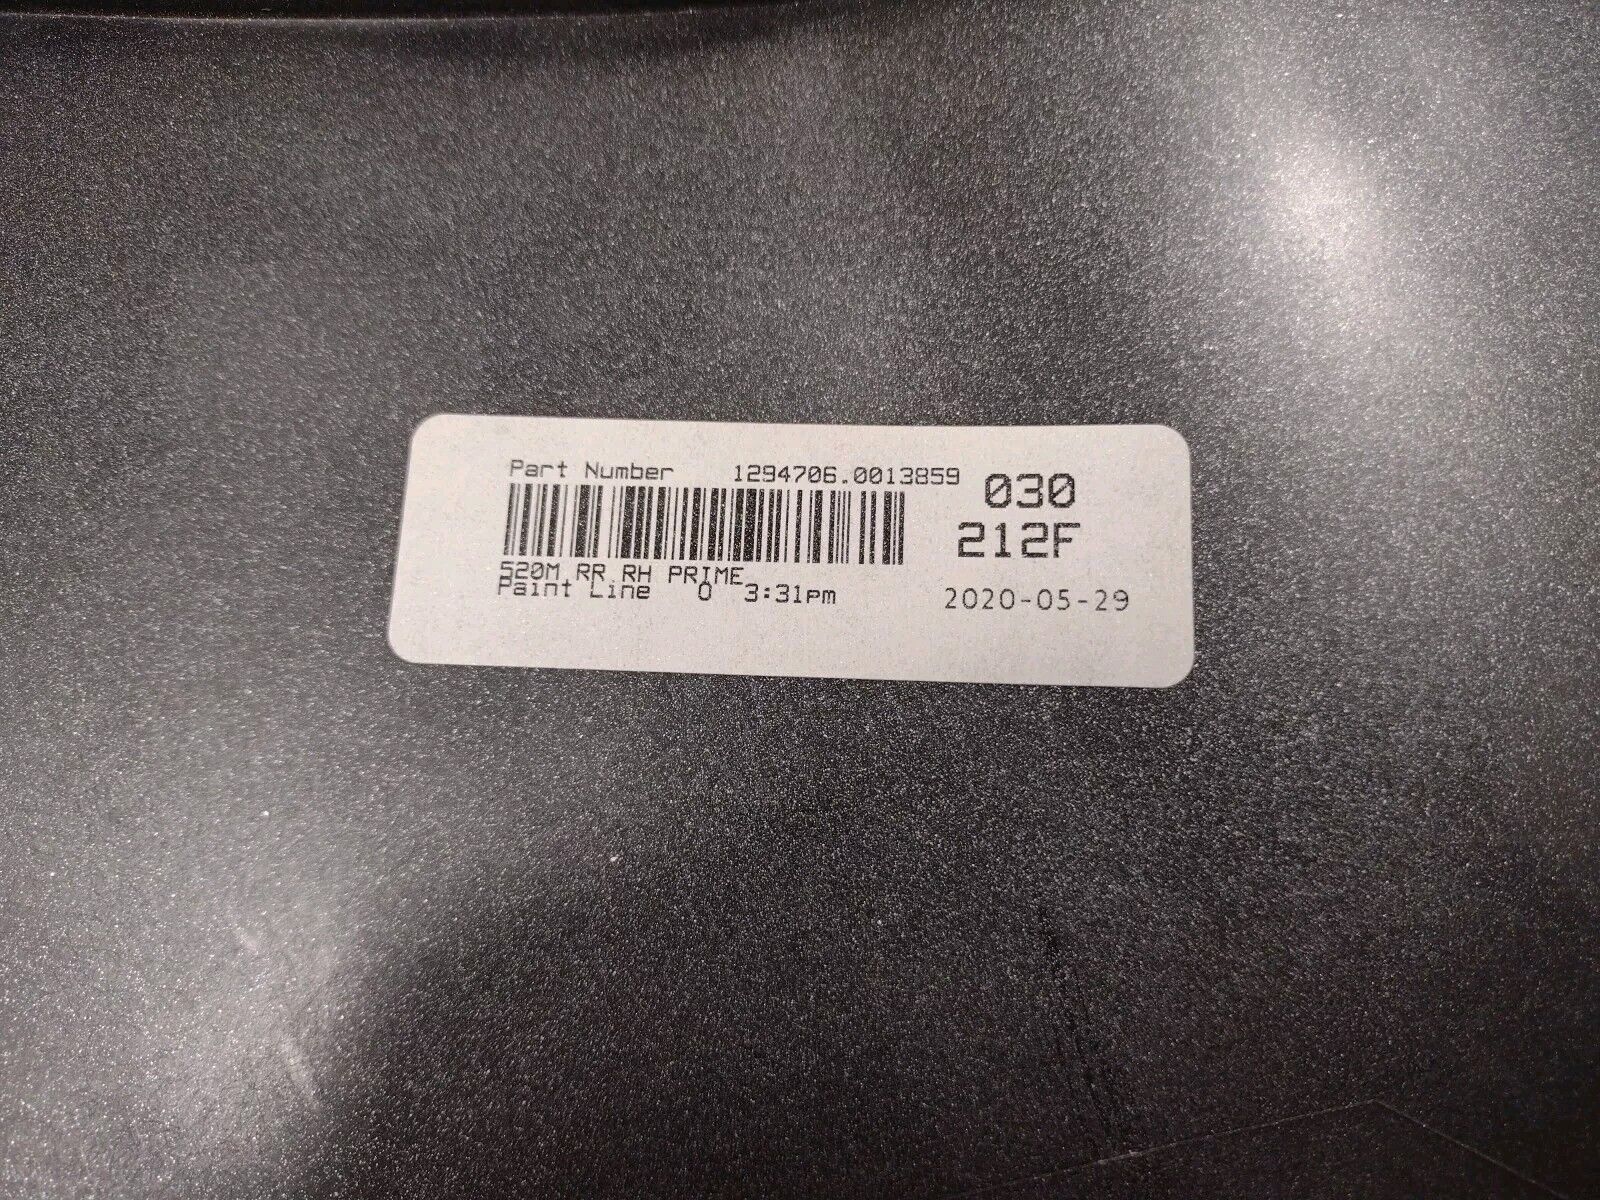 Part Number 1294706.0013859
030
212F
520M RR RH PRIME
Paint Line 0 3:31pm
2020-05-29